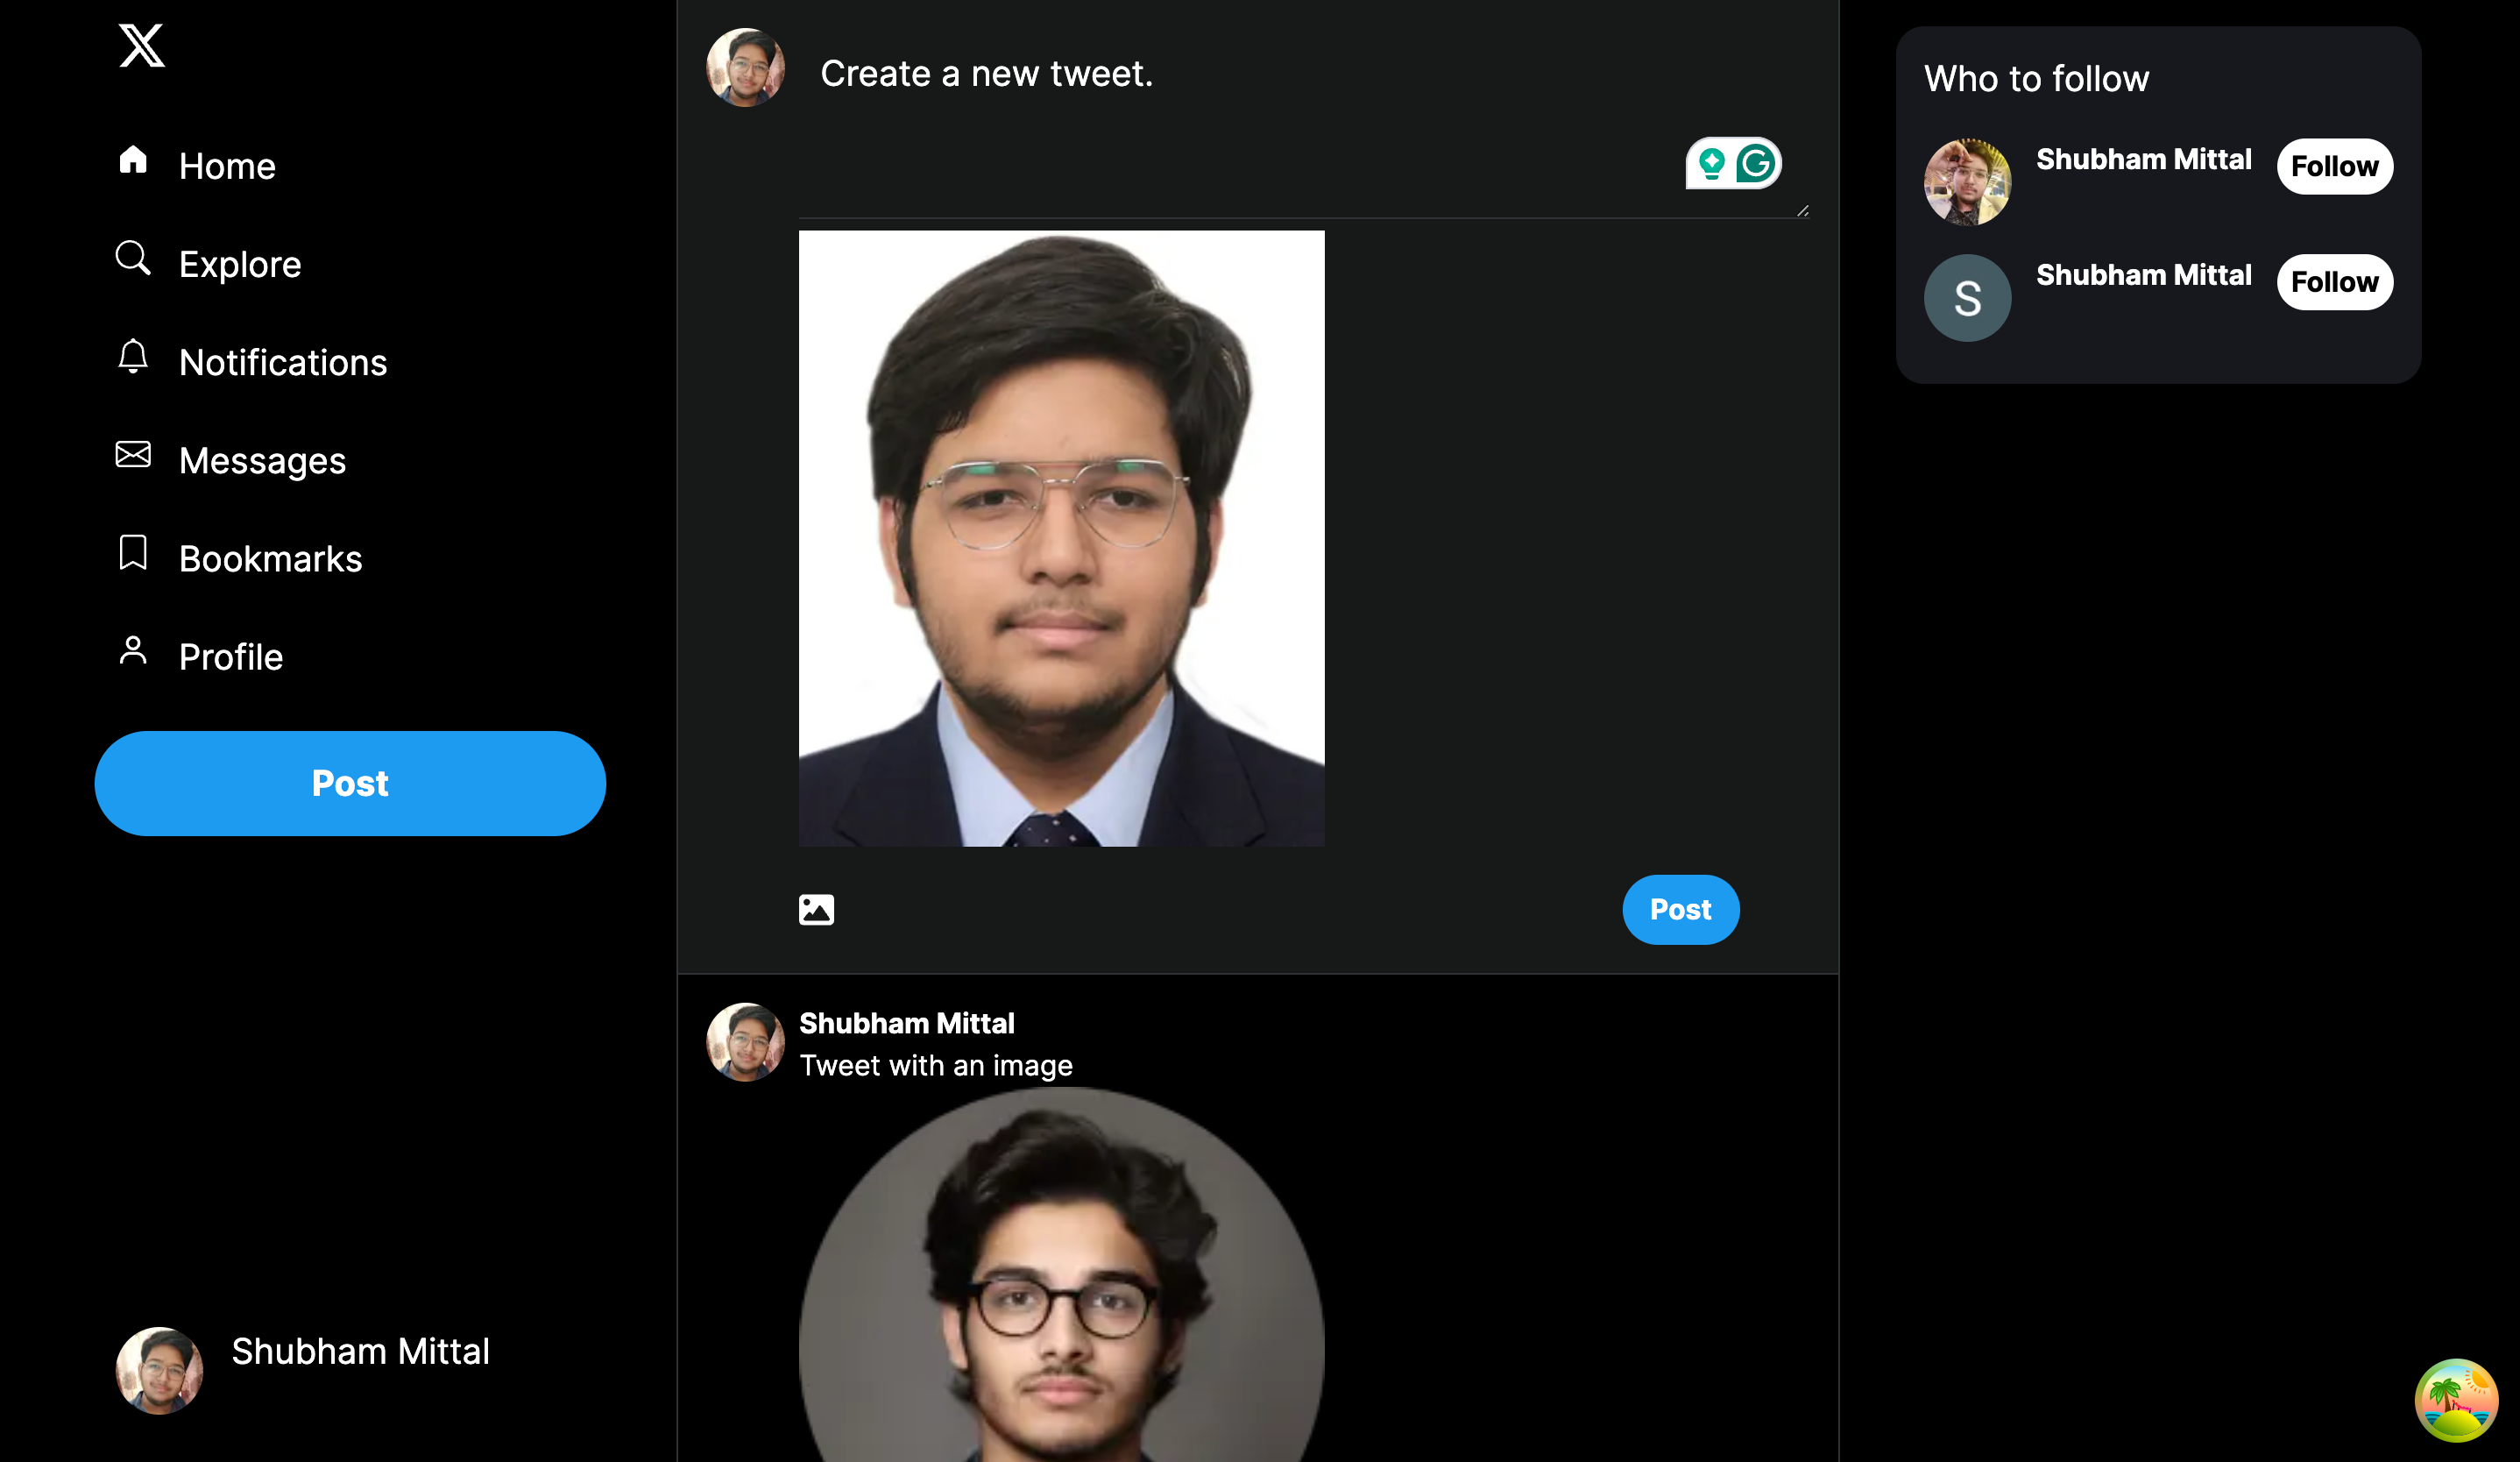 Home
Explore
Notifications
Messages
Bookmarks
Profile
Post
Shubham Mittal
Create a new tweet.
Post
Shubham Mittal
Tweet with an image
Who to follow
Shubham Mittal
Follow
S
Shubham Mittal
Follow